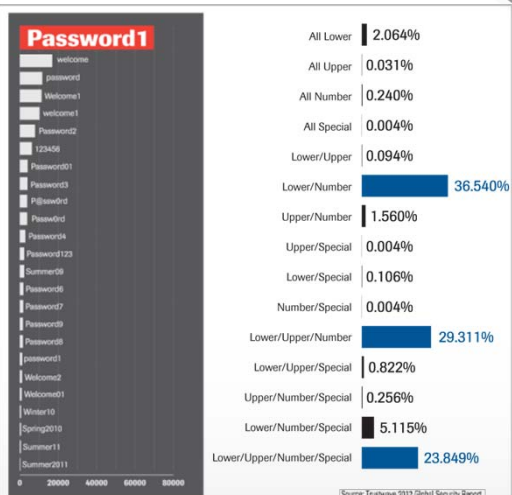 Password1
welcome
password
Welcome1
welcome1
Password2
123456
Password01
Password3
P@ssw0rd
Passw0rd
Password4
Password123
Summer09
Password6
Password7
Password9
Password8
password1
Welcome2
Welcome01
Winter10
Spring2010
Summer11
Summer2011
0 20000 40000 60000 80000
All Lower 2.064%
All Upper 0.031%
All Number 0.240%
All Special 0.004%
Lower/Upper 0.094%
Lower/Number 36.540%
Upper/Number 1.560%
Upper/Special 0.004%
Lower/Special 0.106%
Number/Special 0.004%
Lower/Upper/Number 29.311%
Lower/Upper/Special 0.822%
Upper/Number/Special 0.256%
Lower/Number/Special 5.115%
Lower/Upper/Number/Special 23.849%
Source: Trustwave 2012 Global Security Report